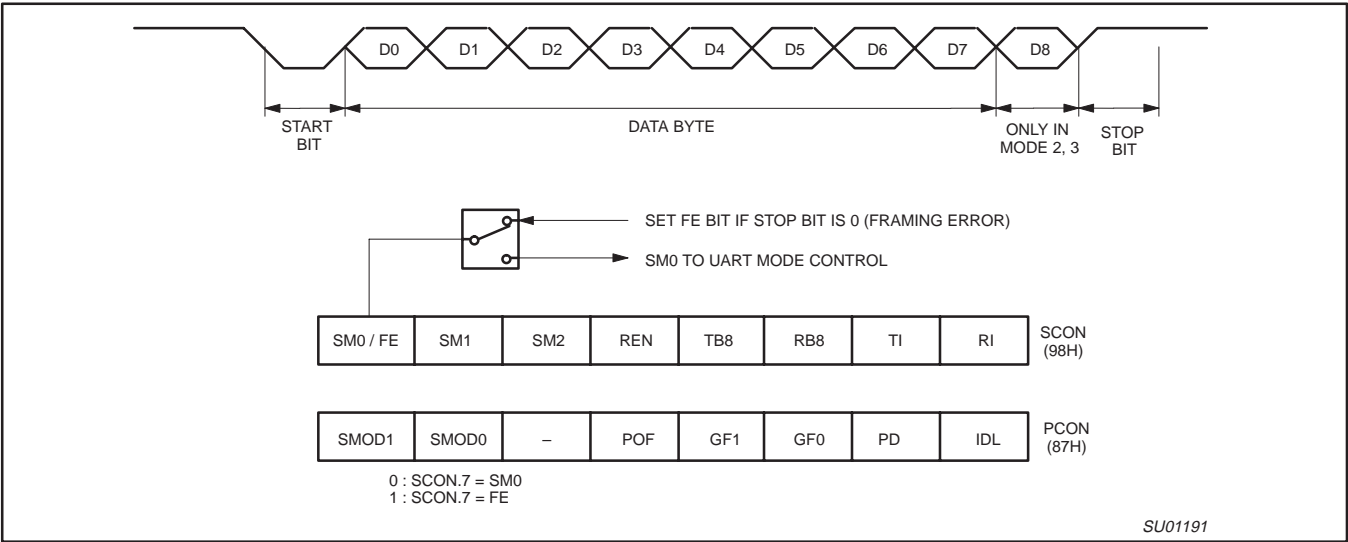 D0 D1 D2 D3 D4 D5 D6 D7 D8
START
BIT
DATA BYTE
ONLY IN
MODE 2, 3
STOP
BIT
SET FE BIT IF STOP BIT IS 0 (FRAMING ERROR)
SM0 TO UART MODE CONTROL
SM0 / FE SM1 SM2 REN TB8 RB8 TI RI
SCON
(98H)
SMOD1 SMOD0 – POF GF1 GF0 PD IDL
PCON
(87H)
0 : SCON.7 = SM0
1 : SCON.7 = FE
SU01191